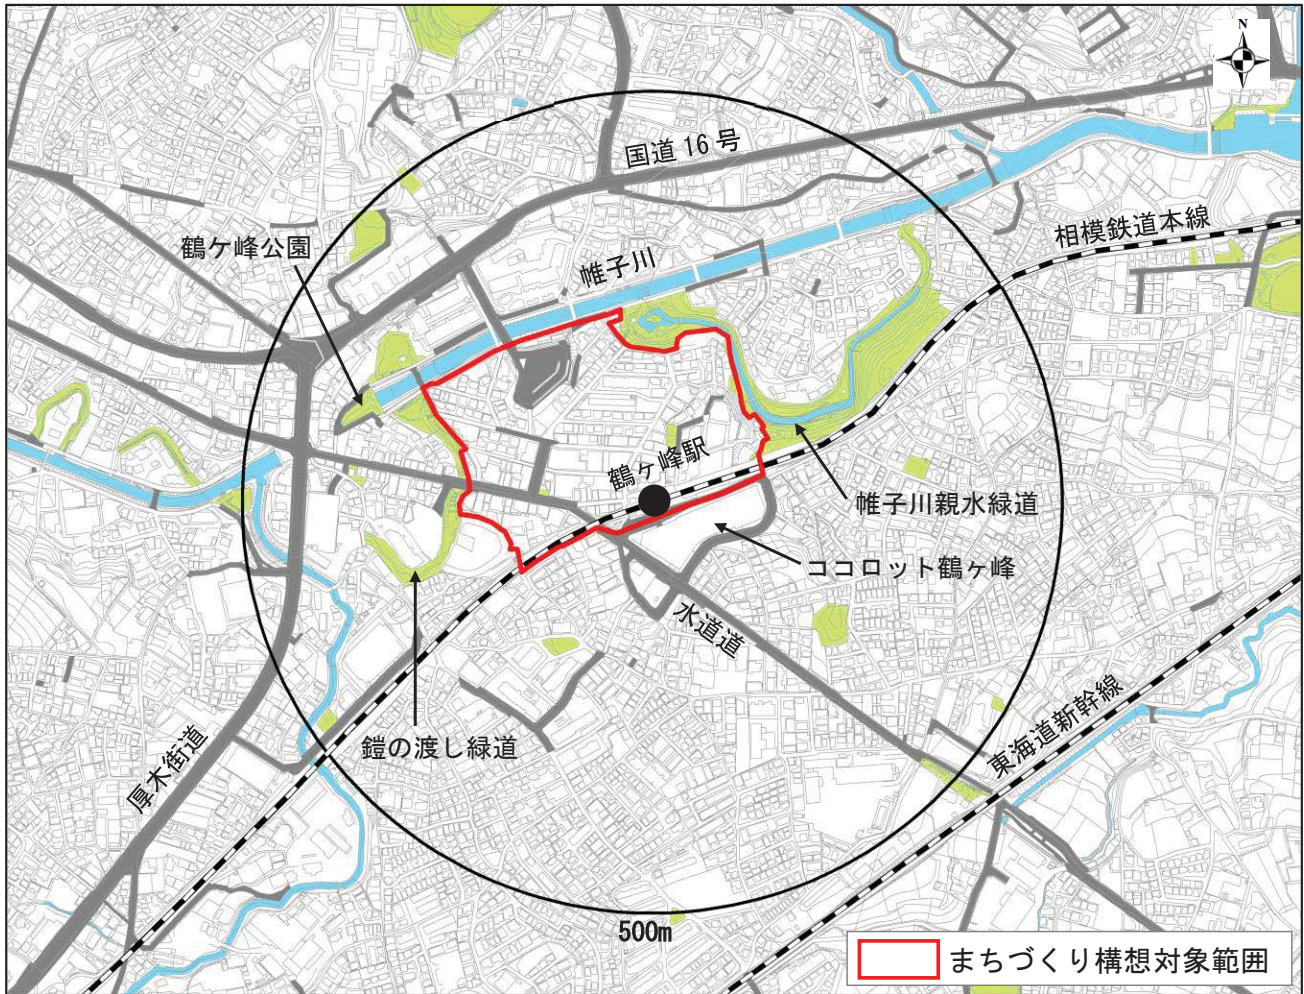 N
国道16号
相模鉄道本線
鶴ケ峰公園
帷子川
鶴ヶ峰駅
帷子川親水緑道
ココロット鶴ヶ峰
水道道
鎧の渡し緑道
厚木街道
東海道新幹線
500m
まちづくり構想対象範囲